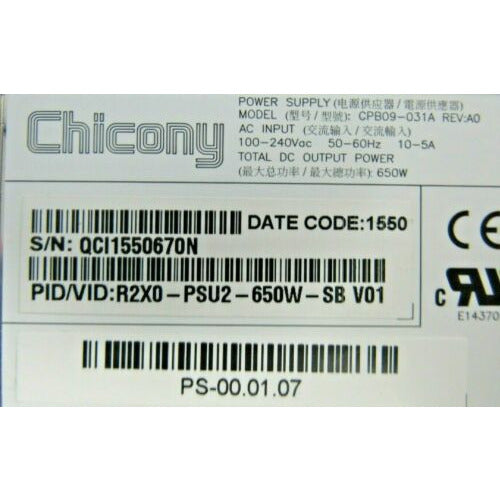 Chicony
POWER SUPPLY (电源供应器 / 電源供應器)
MODEL (型号 / 型號): CPB09-031A REV:A0
AC INPUT (交流输入 / 交流輸入)
100-240Vac 50-60Hz 10-5A
TOTAL DC OUTPUT POWER
(最大总功率 / 最大總功率): 650W
DATE CODE:1550
S/N: QCI1550670N
PID/VID:R2X0-PSU2-650W-SB V01
CE
c RU US
E14370
PS-00.01.07